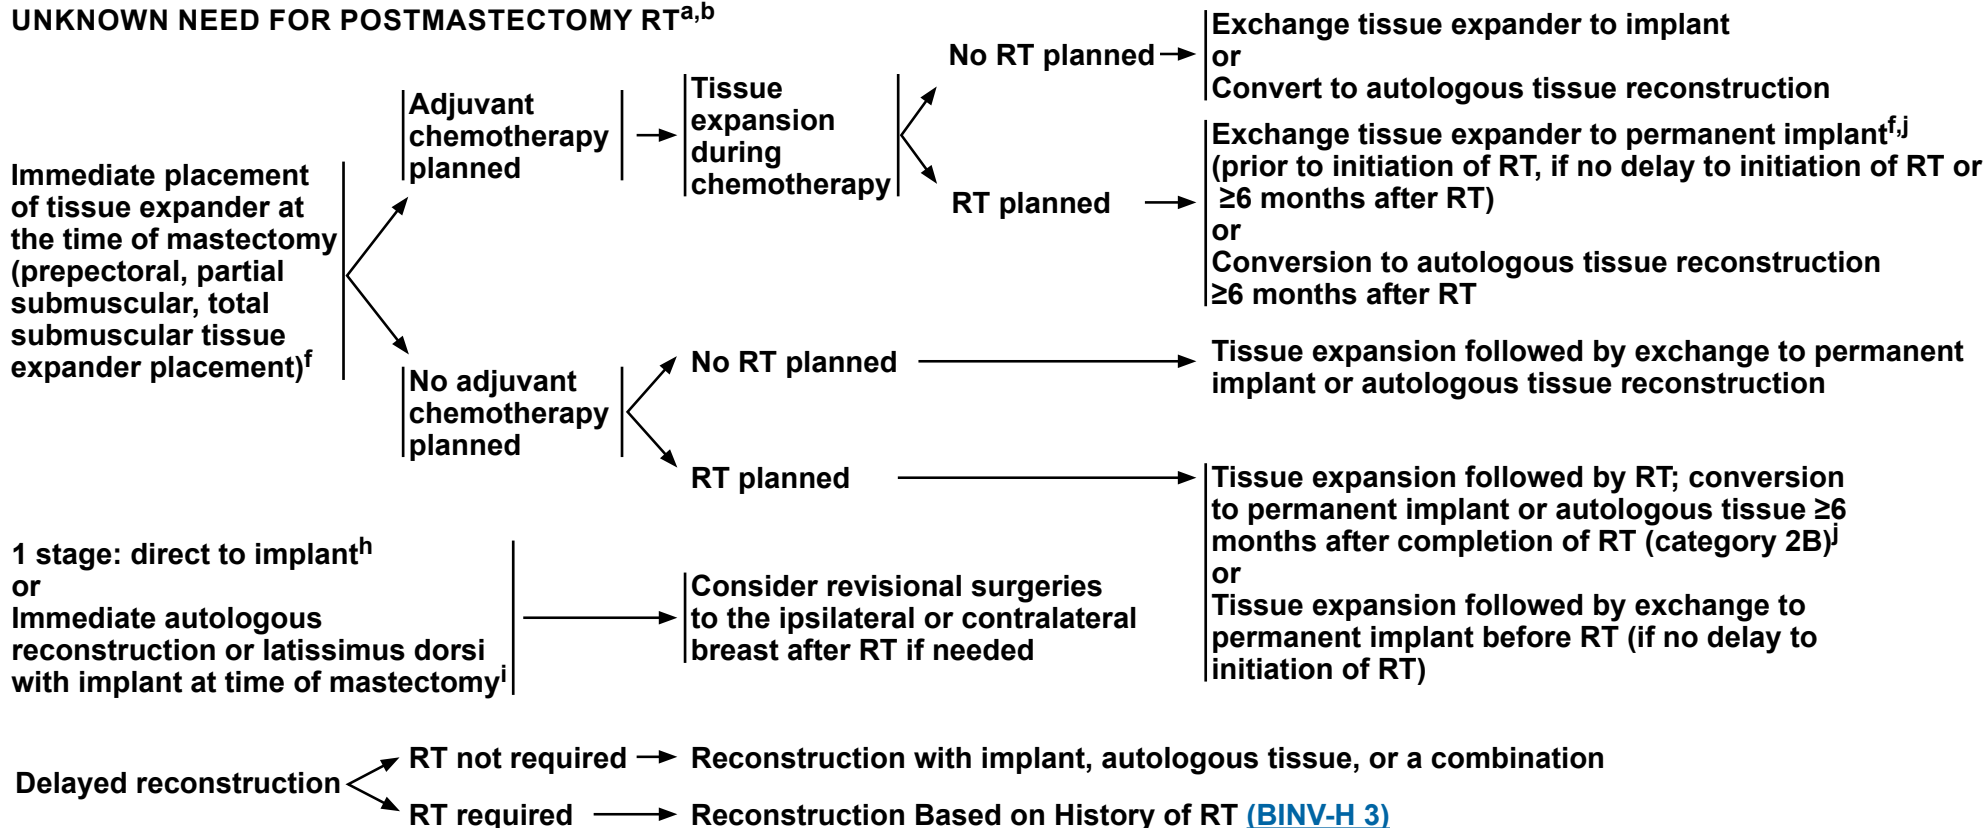 UNKNOWN NEED FOR POSTMASTECTOMY RTa,b
Immediate placement
of tissue expander at
the time of mastectomy
(prepectoral, partial
submuscular, total
submuscular tissue
expander placement)f
Adjuvant
chemotherapy
planned
Tissue
expansion
during
chemotherapy
No RT planned
Exchange tissue expander to implant
or
Convert to autologous tissue reconstruction
RT planned
Exchange tissue expander to permanent implantf,j
(prior to initiation of RT, if no delay to initiation of RT or
≥6 months after RT)
or
Conversion to autologous tissue reconstruction
≥6 months after RT
No adjuvant
chemotherapy
planned
No RT planned
Tissue expansion followed by exchange to permanent
implant or autologous tissue reconstruction
RT planned
Tissue expansion followed by RT; conversion
to permanent implant or autologous tissue ≥6
months after completion of RT (category 2B)j
or
Tissue expansion followed by exchange to
permanent implant before RT (if no delay to
initiation of RT)
1 stage: direct to implanth
or
Immediate autologous
reconstruction or latissimus dorsi
with implant at time of mastectomyi
Consider revisional surgeries
to the ipsilateral or contralateral
breast after RT if needed
Delayed reconstruction
RT not required
Reconstruction with implant, autologous tissue, or a combination
RT required
Reconstruction Based on History of RT (BINV-H 3)